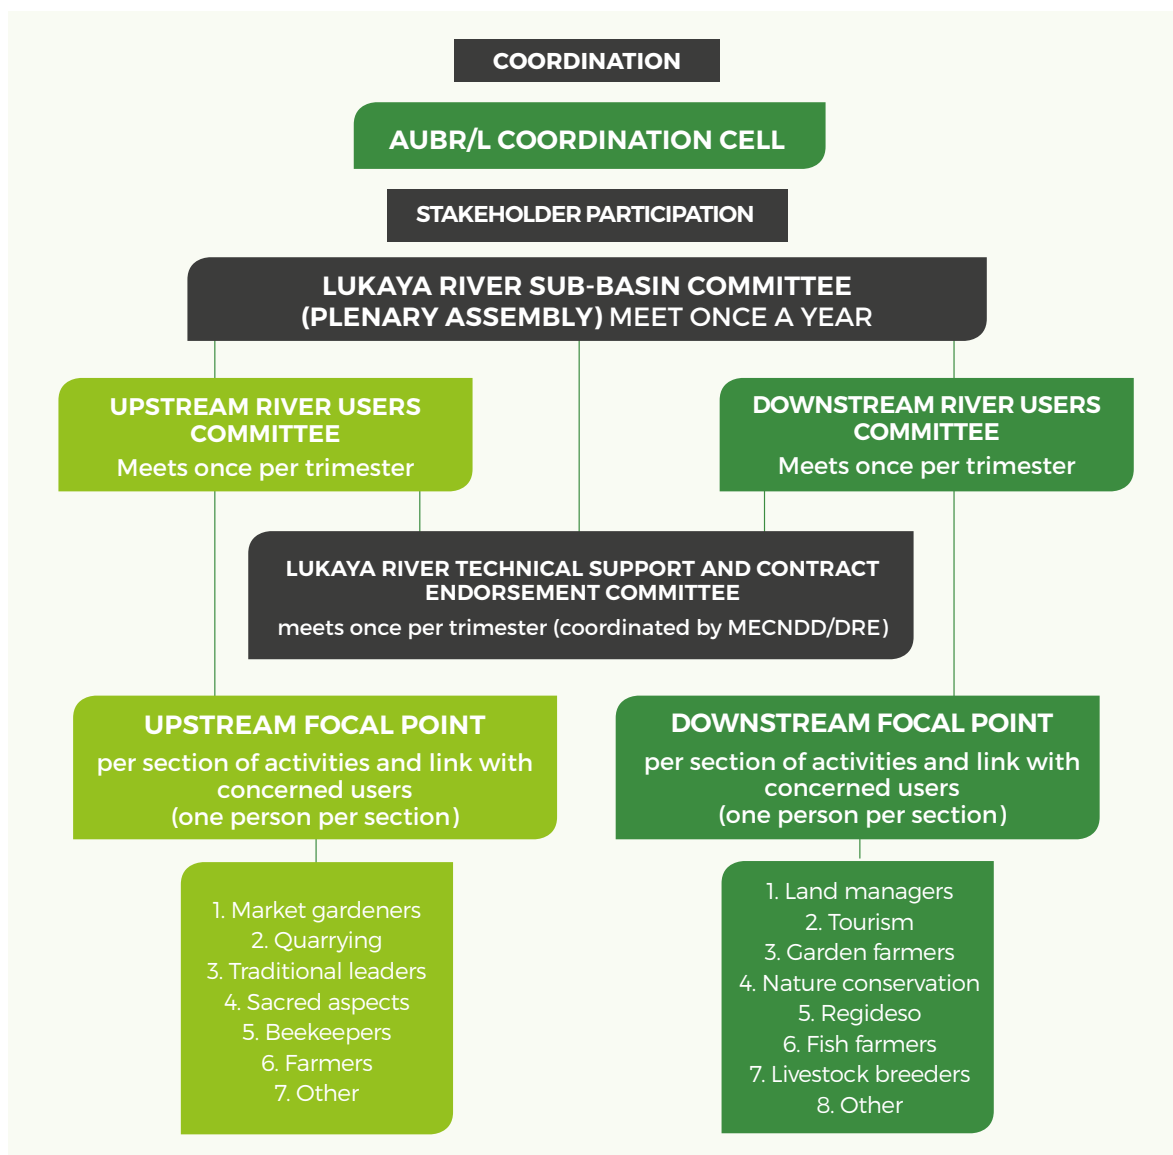 COORDINATION
AUBR/L COORDINATION CELL
STAKEHOLDER PARTICIPATION
LUKAYA RIVER SUB-BASIN COMMITTEE
(PLENARY ASSEMBLY) MEET ONCE A YEAR
UPSTREAM RIVER USERS
COMMITTEE
Meets once per trimester
DOWNSTREAM RIVER USERS
COMMITTEE
Meets once per trimester
LUKAYA RIVER TECHNICAL SUPPORT AND CONTRACT
ENDORSEMENT COMMITTEE
meets once per trimester (coordinated by MECNDD/DRE)
UPSTREAM FOCAL POINT
per section of activities and link with
concerned users
(one person per section)
DOWNSTREAM FOCAL POINT
per section of activities and link with
concerned users
(one person per section)
1. Market gardeners
2. Quarrying
3. Traditional leaders
4. Sacred aspects
5. Beekeepers
6. Farmers
7. Other
1. Land managers
2. Tourism
3. Garden farmers
4. Nature conservation
5. Regideso
6. Fish farmers
7. Livestock breeders
8. Other